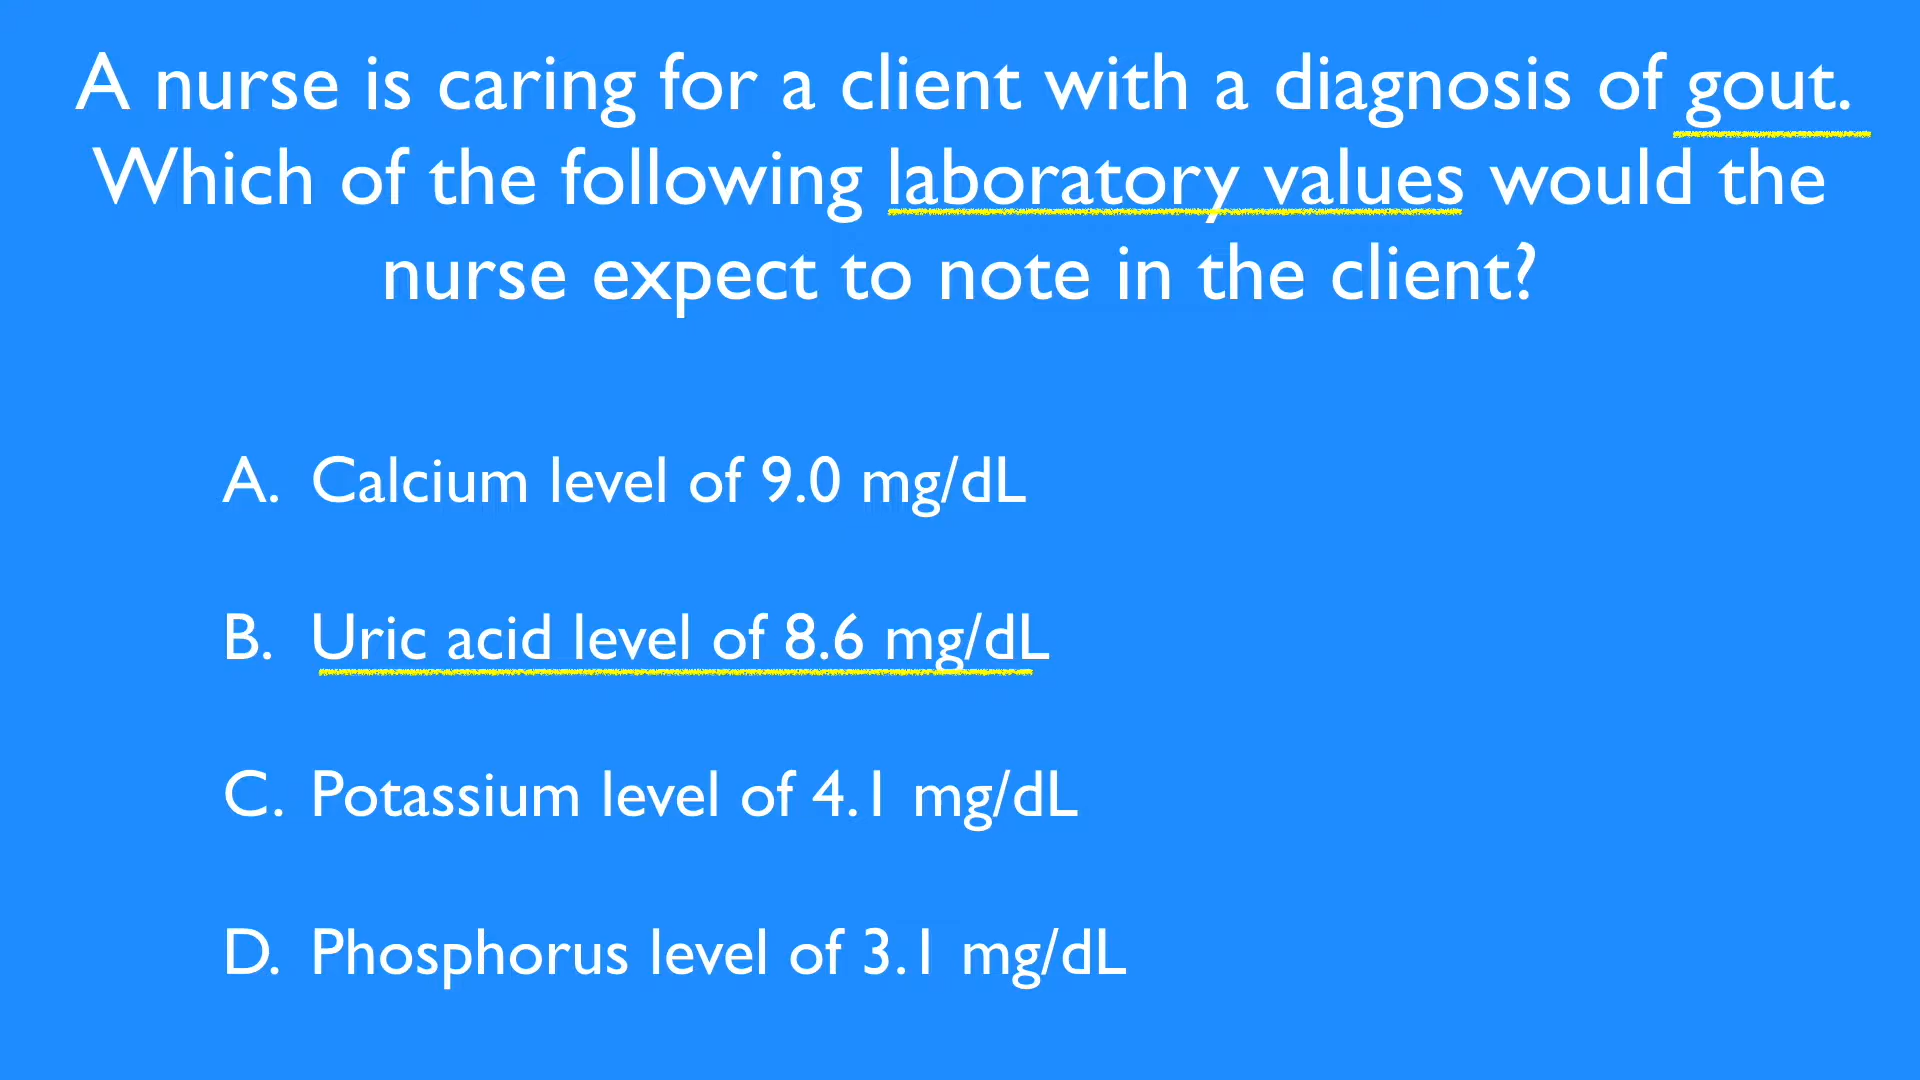 A nurse is caring for a client with a diagnosis of gout.
Which of the following laboratory values would the
nurse expect to note in the client?
A. Calcium level of 9.0 mg/dL
B. Uric acid level of 8.6 mg/dL
C. Potassium level of 4.1 mg/dL
D. Phosphorus level of 3.1 mg/dL